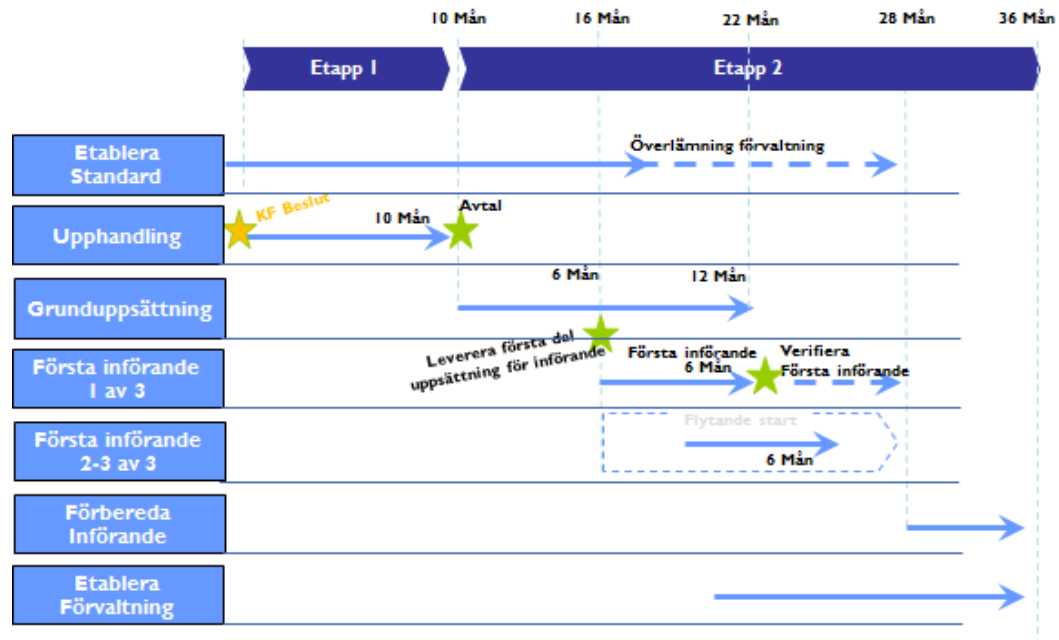 10 Mån
16 Mån
22 Mån
28 Mån
36 Mån
Etapp 1
Etapp 2
Etablera
Standard
Överlämning förvaltning
Upphandling
KF Beslut
10 Mån
Avtal
Grunduppsättning
6 Mån
12 Mån
Leverera första del
uppsättning för införande
Första införande
1 av 3
Första införande
6 Mån
Verifiera
Första införande
Första införande
2-3 av 3
Flytande start
6 Mån
Förbereda
Införande
Etablera
Förvaltning